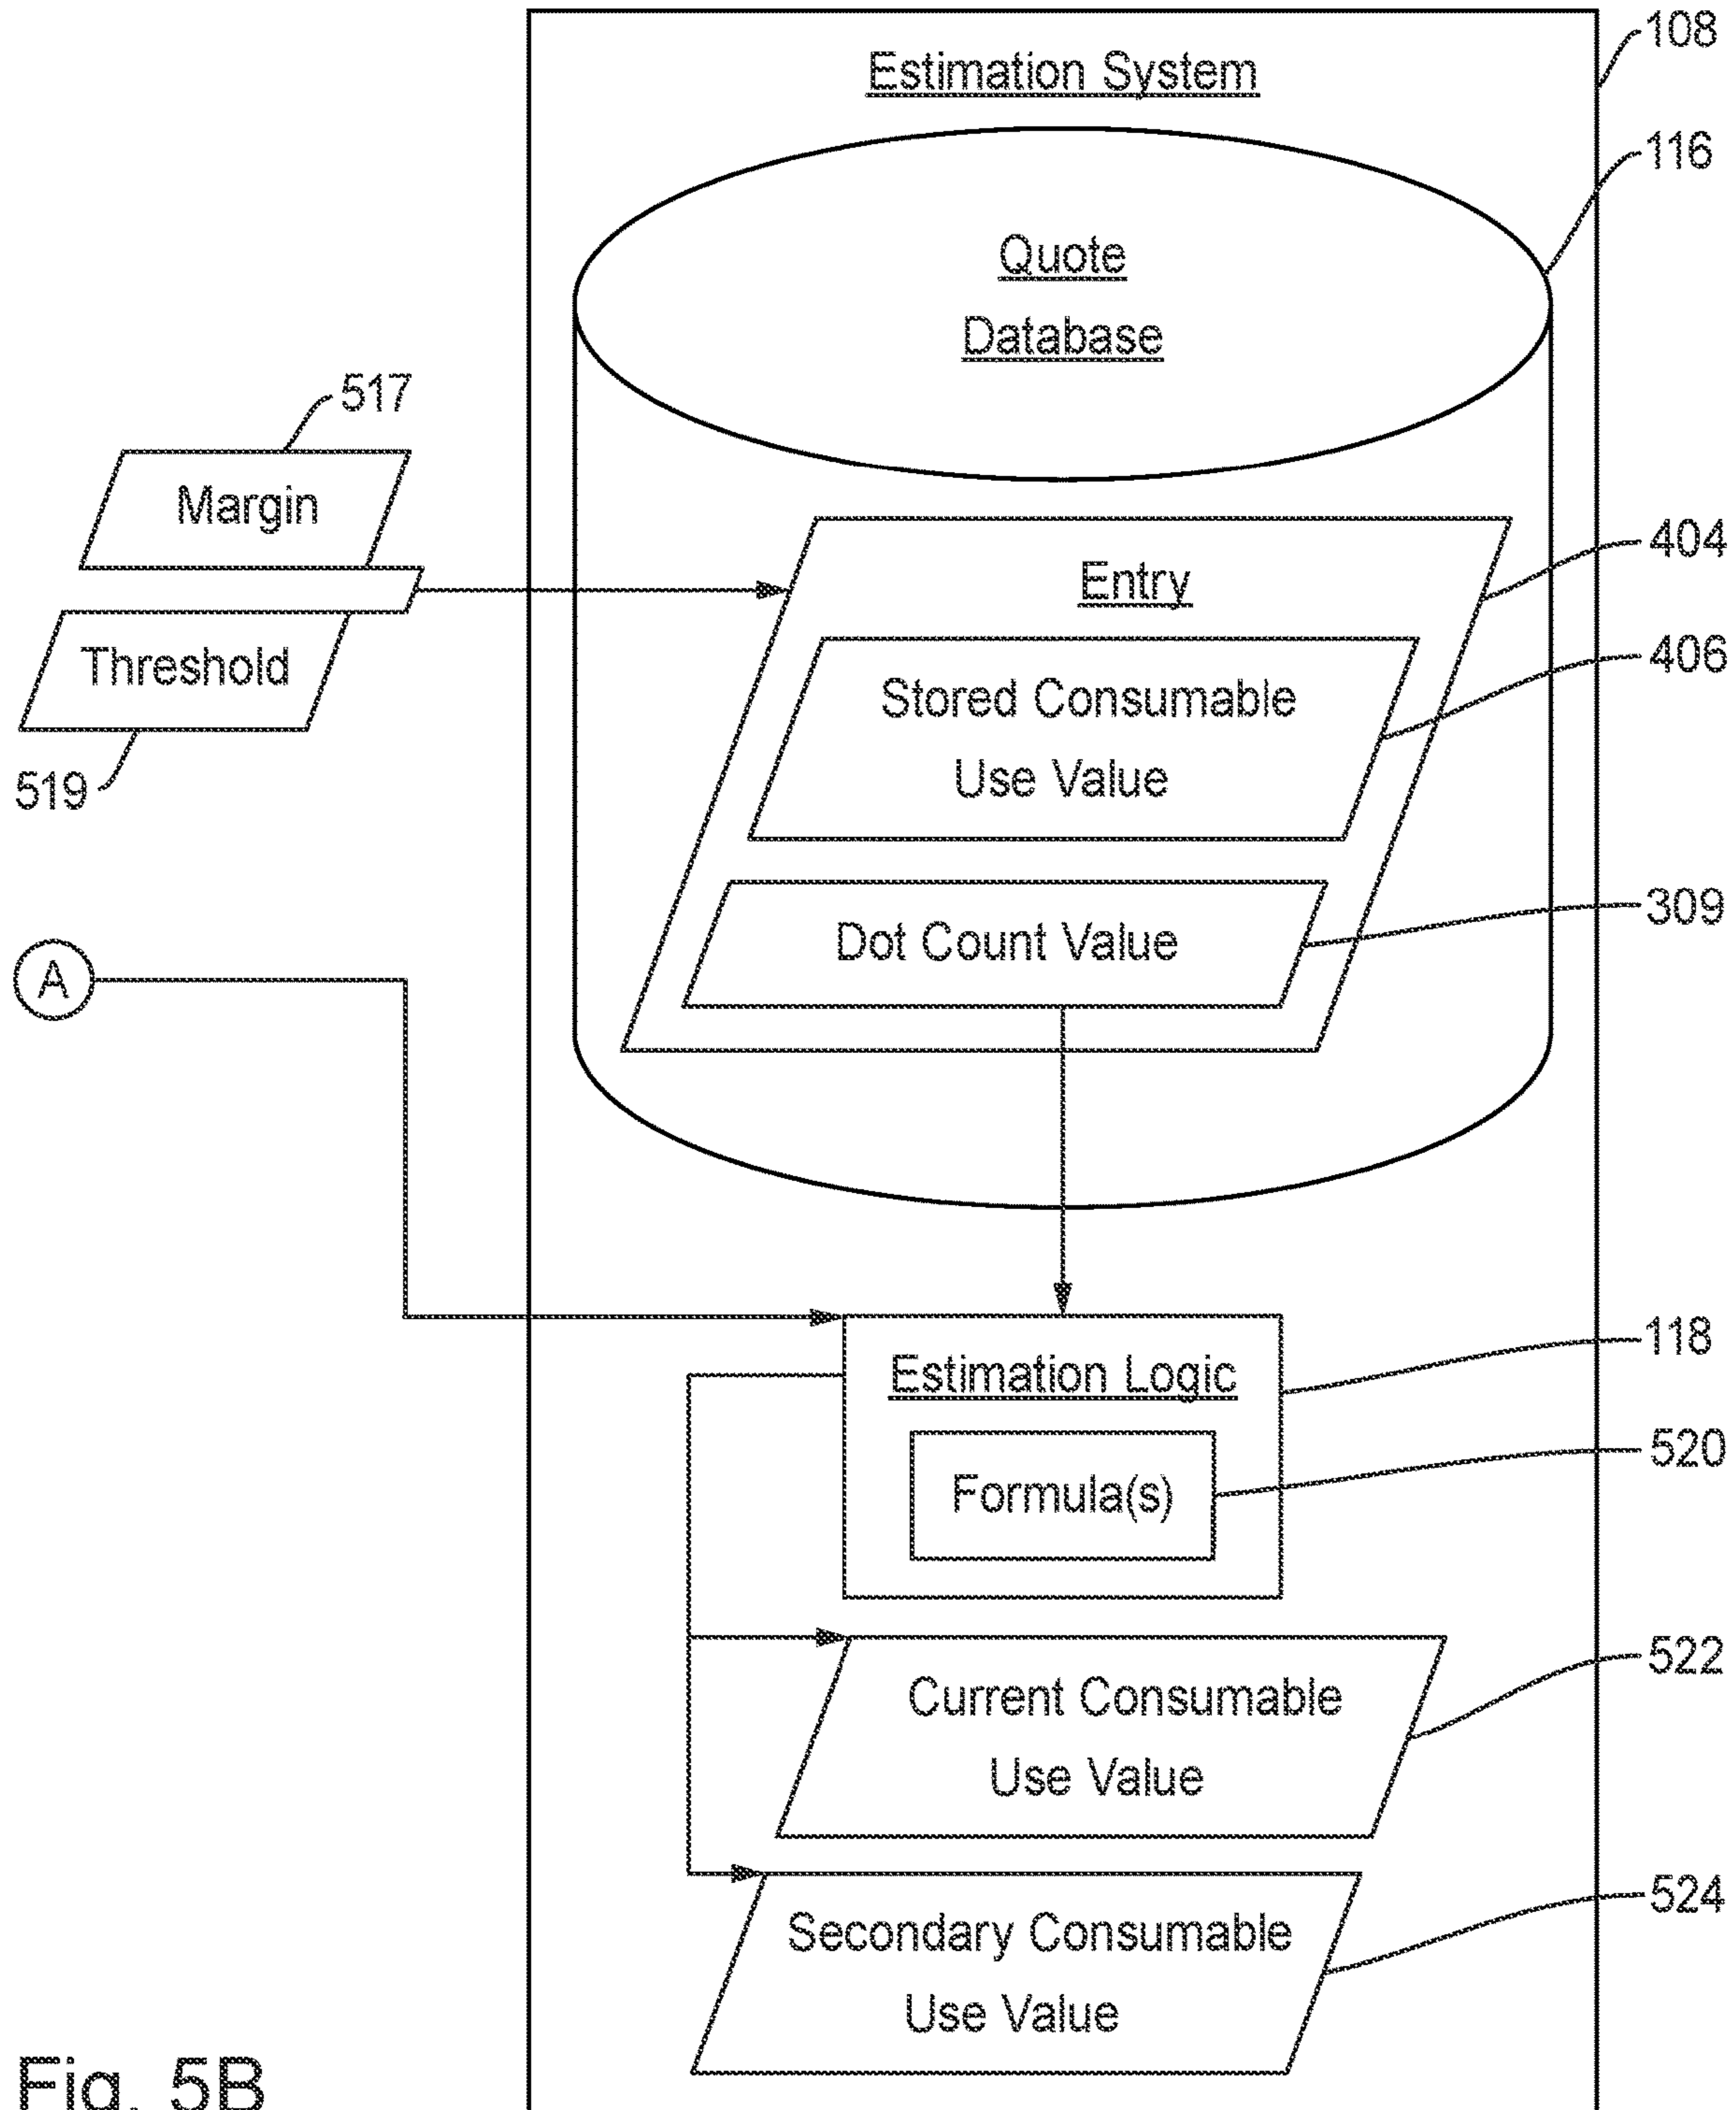 108
Estimation System
116
Quote
Database
517
Margin
404
Entry
406
Threshold
Stored Consumable
Use Value
519
309
Dot Count Value
A
118
Estimation Logic
520
Formula(s)
522
Current Consumable
Use Value
524
Secondary Consumable
Use Value
Fig. 5B